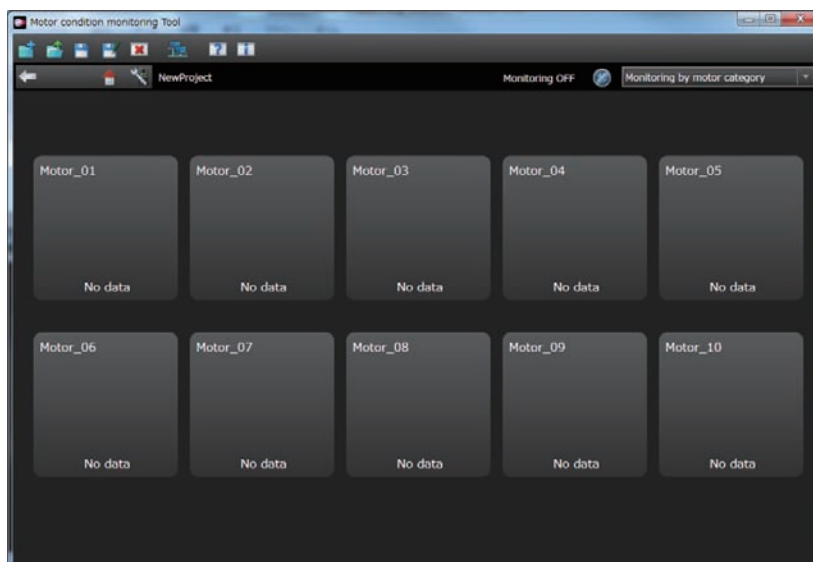 Motor condition monitoring Tool
NewProject Monitoring OFF Monitoring by motor category
Motor_01 Motor_02 Motor_03 Motor_04 Motor_05
No data No data No data No data No data
Motor_06 Motor_07 Motor_08 Motor_09 Motor_10
No data No data No data No data No data